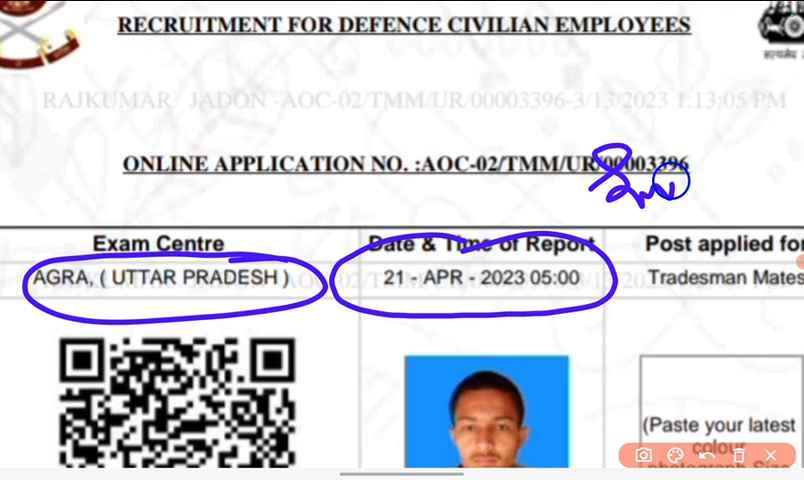 RECRUITMENT FOR DEFENCE CIVILIAN EMPLOYEES
RAJKUMAR JADON -AOC-02/TMM/UR/00003396-3/13/2023 1:13:05 PM
ONLINE APPLICATION NO. :AOC-02/TMM/UR/00003396
Exam Centre Date & Time of Report Post applied for
AGRA, ( UTTAR PRADESH ) 21 - APR - 2023 05:00 Tradesman Mates
(Paste your latest
colour
photograph Size